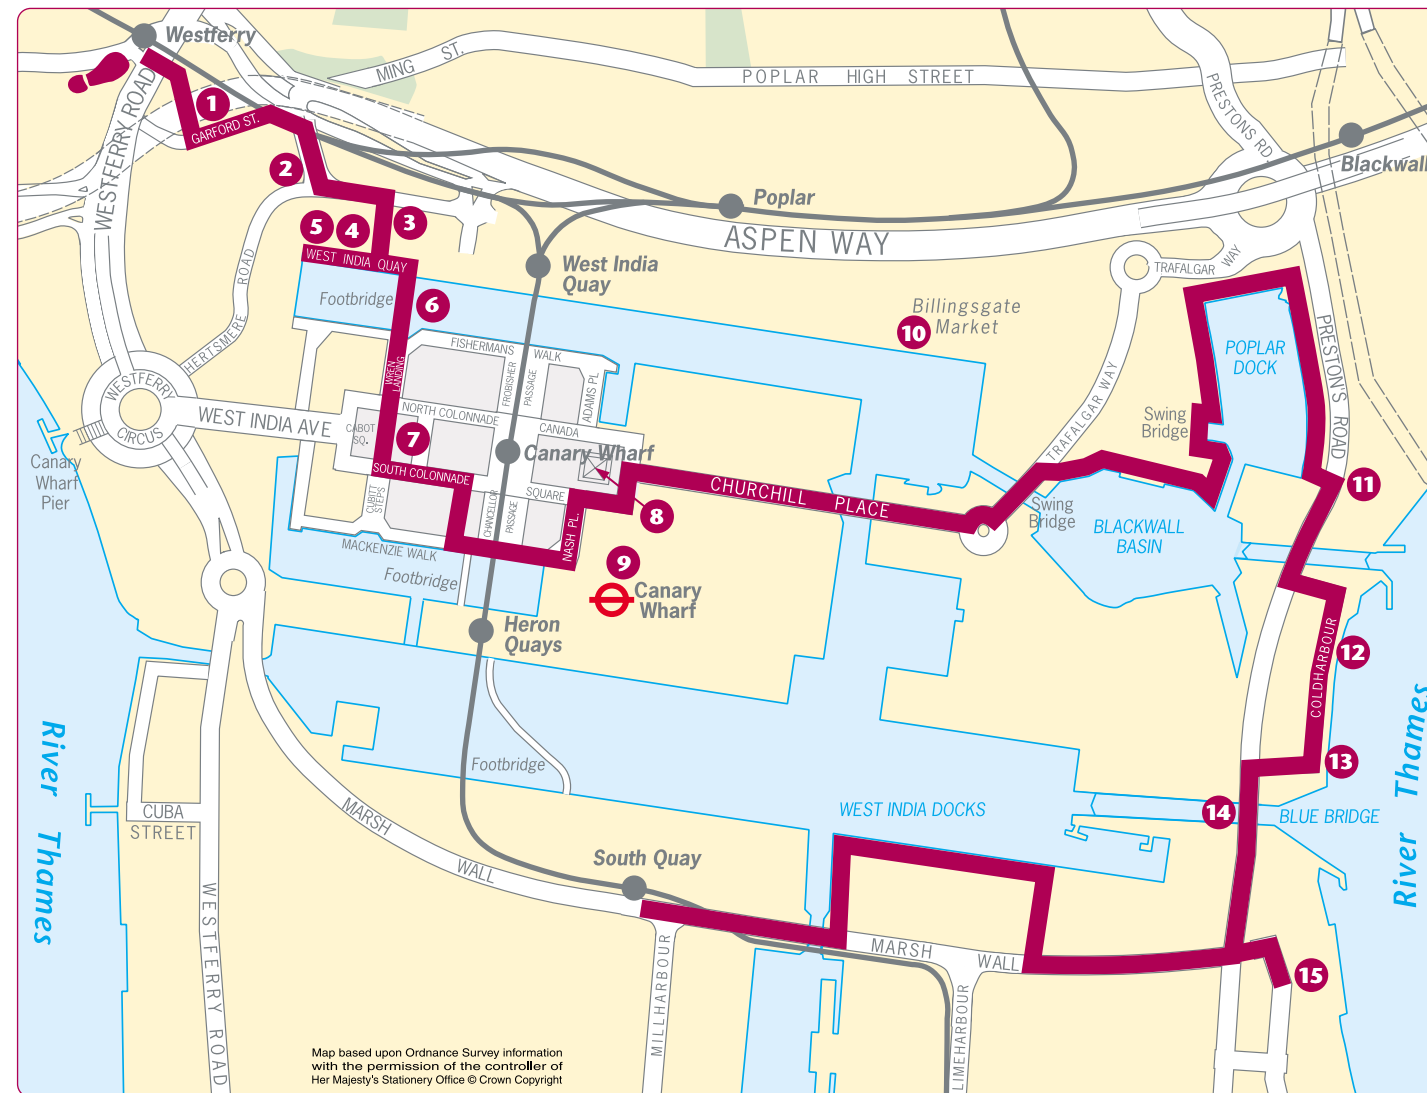 Westferry
MING ST.
POPLAR HIGH STREET
PRESTONS RD
Blackwall
WESTFERRY ROAD
1
GARFORD ST.
2
Poplar
ASPEN WAY
3
5
4
WEST INDIA QUAY
West India
Quay
TRAFALGAR WAY
HERTSMERE ROAD
Footbridge
6
Billingsgate
Market
10
FISHERMANS WALK
WREN
LANDING
FROBISHER PASSAGE
ADAMS PL.
POPLAR
DOCK
PRESTON'S ROAD
TRAFALGAR WAY
WESTFERRY
CIRCUS
WEST INDIA AVE
CABOT
SQ.
NORTH COLONNADE
CANADA
7
Canary Wharf
Swing
Bridge
Canary
Wharf
Pier
SOUTH COLONNADE
CUBITT
STEPS
CHANCELLOR PASSAGE
SQUARE
CHURCHILL PLACE
11
8
Swing
Bridge
BLACKWALL
BASIN
MACKENZIE WALK
NASH PL.
9
Footbridge
Canary
Wharf
Heron
Quays
COLDHARBOUR
12
River Thames
River Thames
Footbridge
13
CUBA
STREET
MARSH WALL
WEST INDIA DOCKS
14
BLUE BRIDGE
South Quay
WESTFERRY ROAD
MARSH WALL
MILLHARBOUR
LIMEHARBOUR
15
Map based upon Ordnance Survey information
with the permission of the controller of
Her Majesty's Stationery Office © Crown Copyright